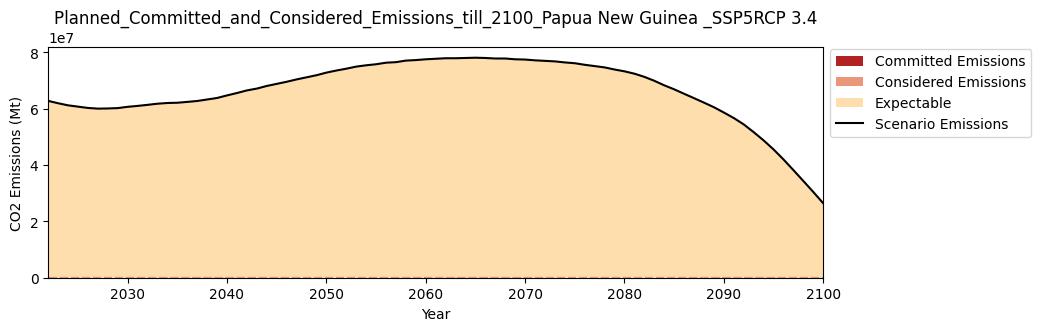 Planned_Committed_and_Considered_Emissions_till_2100_Papua New Guinea _SSP5RCP 3.4
1e7
8
6
4
2
0
CO2 Emissions (Mt)
2030 2040 2050 2060 2070 2080 2090 2100
Year
Committed Emissions
Considered Emissions
Expectable
Scenario Emissions